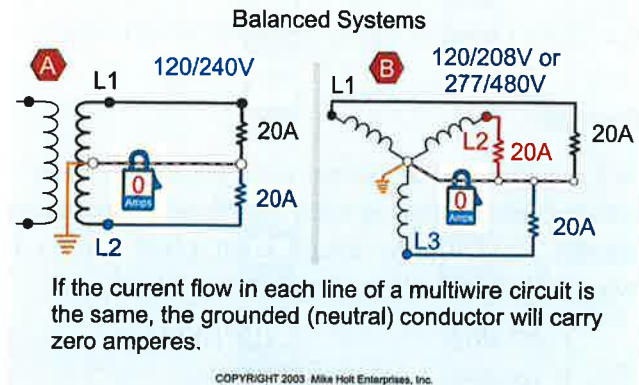 Balanced Systems
A
120/240V
L1
20A
0
Amps
20A
L2
B
120/208V or
277/480V
L1
L2
20A
20A
0
Amps
20A
L3
If the current flow in each line of a multiwire circuit is
the same, the grounded (neutral) conductor will carry
zero amperes.
COPYRIGHT 2003 Mike Holt Enterprises, Inc.